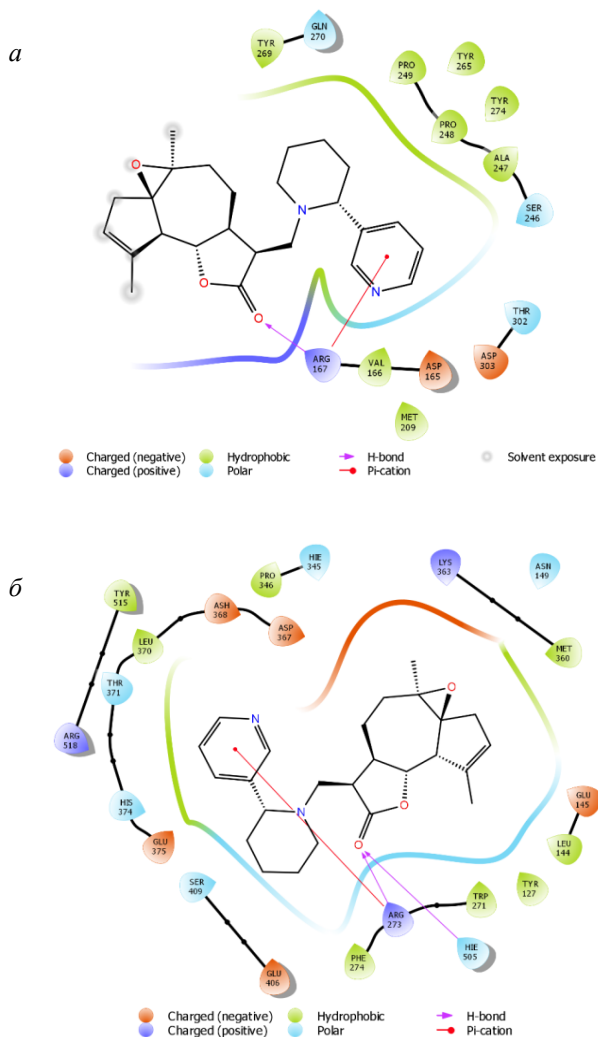 а
TYR
269
GLN
270
PRO
249
TYR
265
TYR
274
PRO
248
ALA
247
SER
246
O
N
N
O
O
THR
302
ARG
167
VAL
166
ASP
165
ASP
303
MET
209
Charged (negative)
Charged (positive)
Hydrophobic
Polar
H-bond
Pi-cation
Solvent exposure
б
TYR
515
PRO
346
HIE
345
LYS
363
ASN
149
ASH
368
ASP
367
LEU
370
MET
360
THR
371
ARG
518
N
O
N
O
O
HIS
374
GLU
375
GLU
145
LEU
144
SER
409
TYR
127
TRP
271
ARG
273
PHE
274
HIE
505
GLU
406
Charged (negative)
Charged (positive)
Hydrophobic
Polar
H-bond
Pi-cation